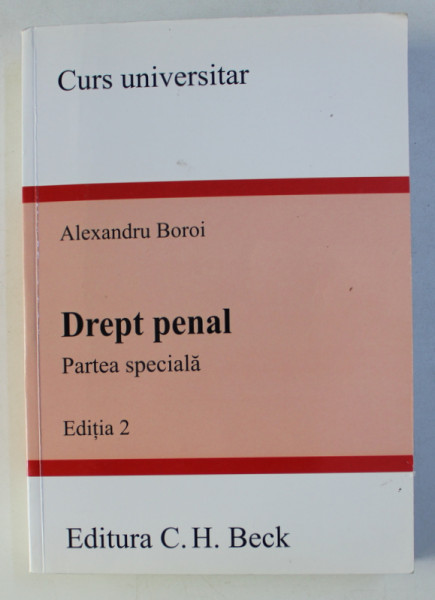 Curs universitar
Alexandru Boroi
Drept penal
Partea specială
Ediția 2
Editura C. H. Beck